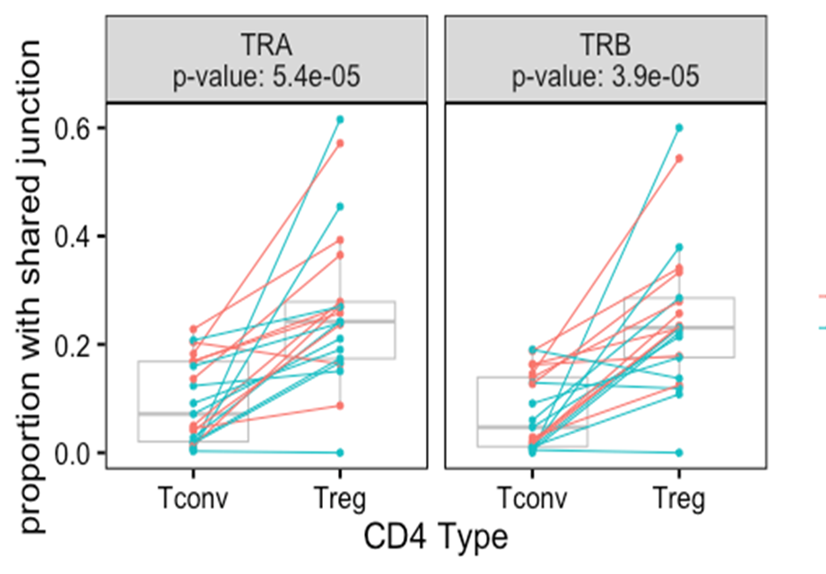 TRA
p-value: 5.4e-05
TRB
p-value: 3.9e-05
proportion with shared junction
0.6
0.4
0.2
0.0
Tconv
Treg
Tconv
Treg
CD4 Type